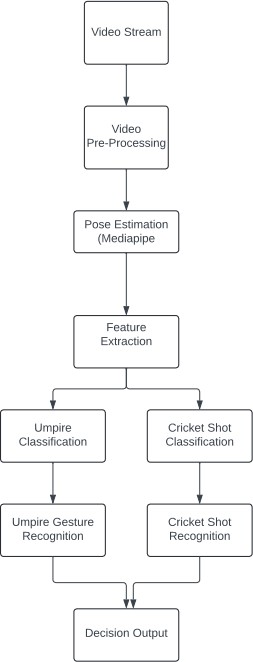 Video Stream
Video
Pre-Processing
Pose Estimation
(Mediapipe
Feature
Extraction
Umpire
Classification
Cricket Shot
Classification
Umpire Gesture
Recognition
Cricket Shot
Recognition
Decision Output